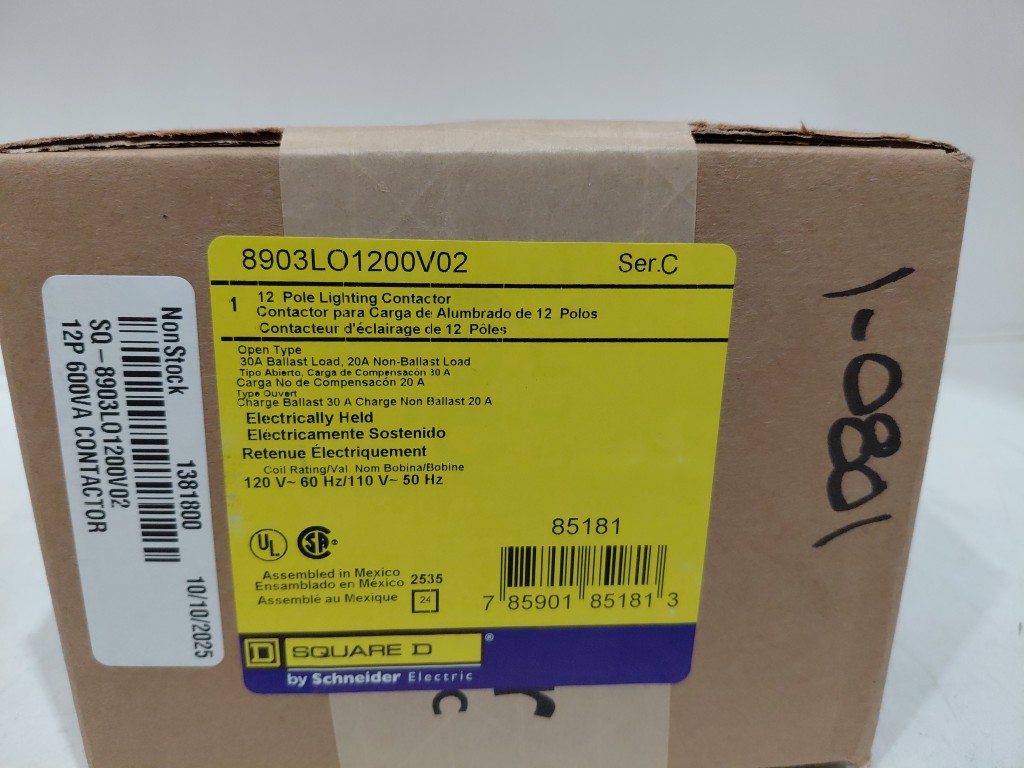 8903LO1200V02 Ser.C
1 12 Pole Lighting Contactor
Contactor para Carga de Alumbrado de 12 Polos
Contacteur d'éclairage de 12 Pôles
Open Type
30A Ballast Load, 20A Non-Ballast Load
Tipo Abierto, Carga de Compensacón 30 A
Carga No de Compensacón 20 A
Type Ouvert
Charge Ballast 30 A Charge Non Ballast 20 A
Electrically Held
Eléctricamente Sostenido
Retenue Électriquement
Coil Rating/Val. Nom Bobina/Bobine
120 V~ 60 Hz/110 V~ 50 Hz
UL
SA
Assembled in Mexico
Ensamblado en México 2535
Assemblé au Mexique 24
85181
7 85901 85181 3
D SQUARE D ®
by Schneider Electric
NonStock 1381800 10/10/2025
SQ-8903LO1200V02
12P 600VA CONTACTOR
1-0801